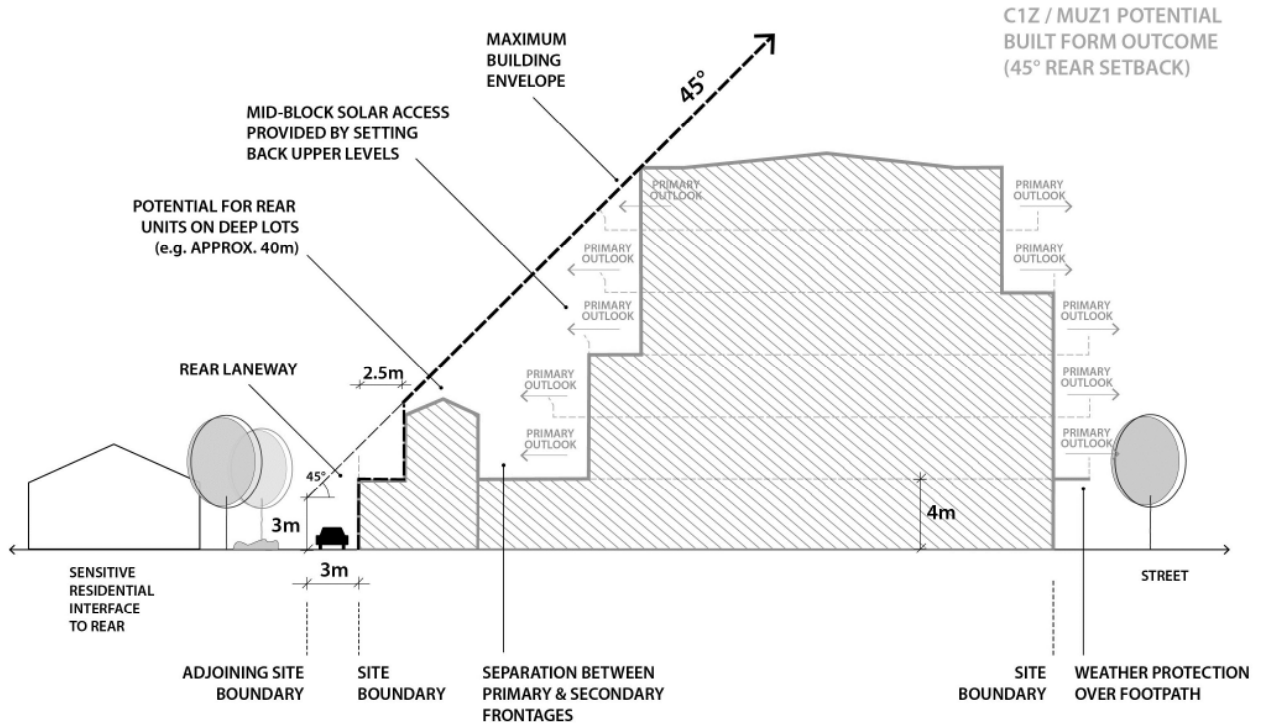 C1Z / MUZ1 POTENTIAL
BUILT FORM OUTCOME
(45° REAR SETBACK)
MAXIMUM
BUILDING
ENVELOPE
45°
MID-BLOCK SOLAR ACCESS
PROVIDED BY SETTING
BACK UPPER LEVELS
POTENTIAL FOR REAR
UNITS ON DEEP LOTS
(e.g. APPROX. 40m)
PRIMARY
OUTLOOK
PRIMARY
OUTLOOK
PRIMARY
OUTLOOK
PRIMARY
OUTLOOK
PRIMARY
OUTLOOK
PRIMARY
OUTLOOK
REAR LANEWAY
2.5m
PRIMARY
OUTLOOK
PRIMARY
OUTLOOK
PRIMARY
OUTLOOK
PRIMARY
OUTLOOK
45°
3m
4m
3m
SENSITIVE
RESIDENTIAL
INTERFACE
TO REAR
STREET
ADJOINING SITE
BOUNDARY
SITE
BOUNDARY
SEPARATION BETWEEN
PRIMARY & SECONDARY
FRONTAGES
SITE
BOUNDARY
WEATHER PROTECTION
OVER FOOTPATH